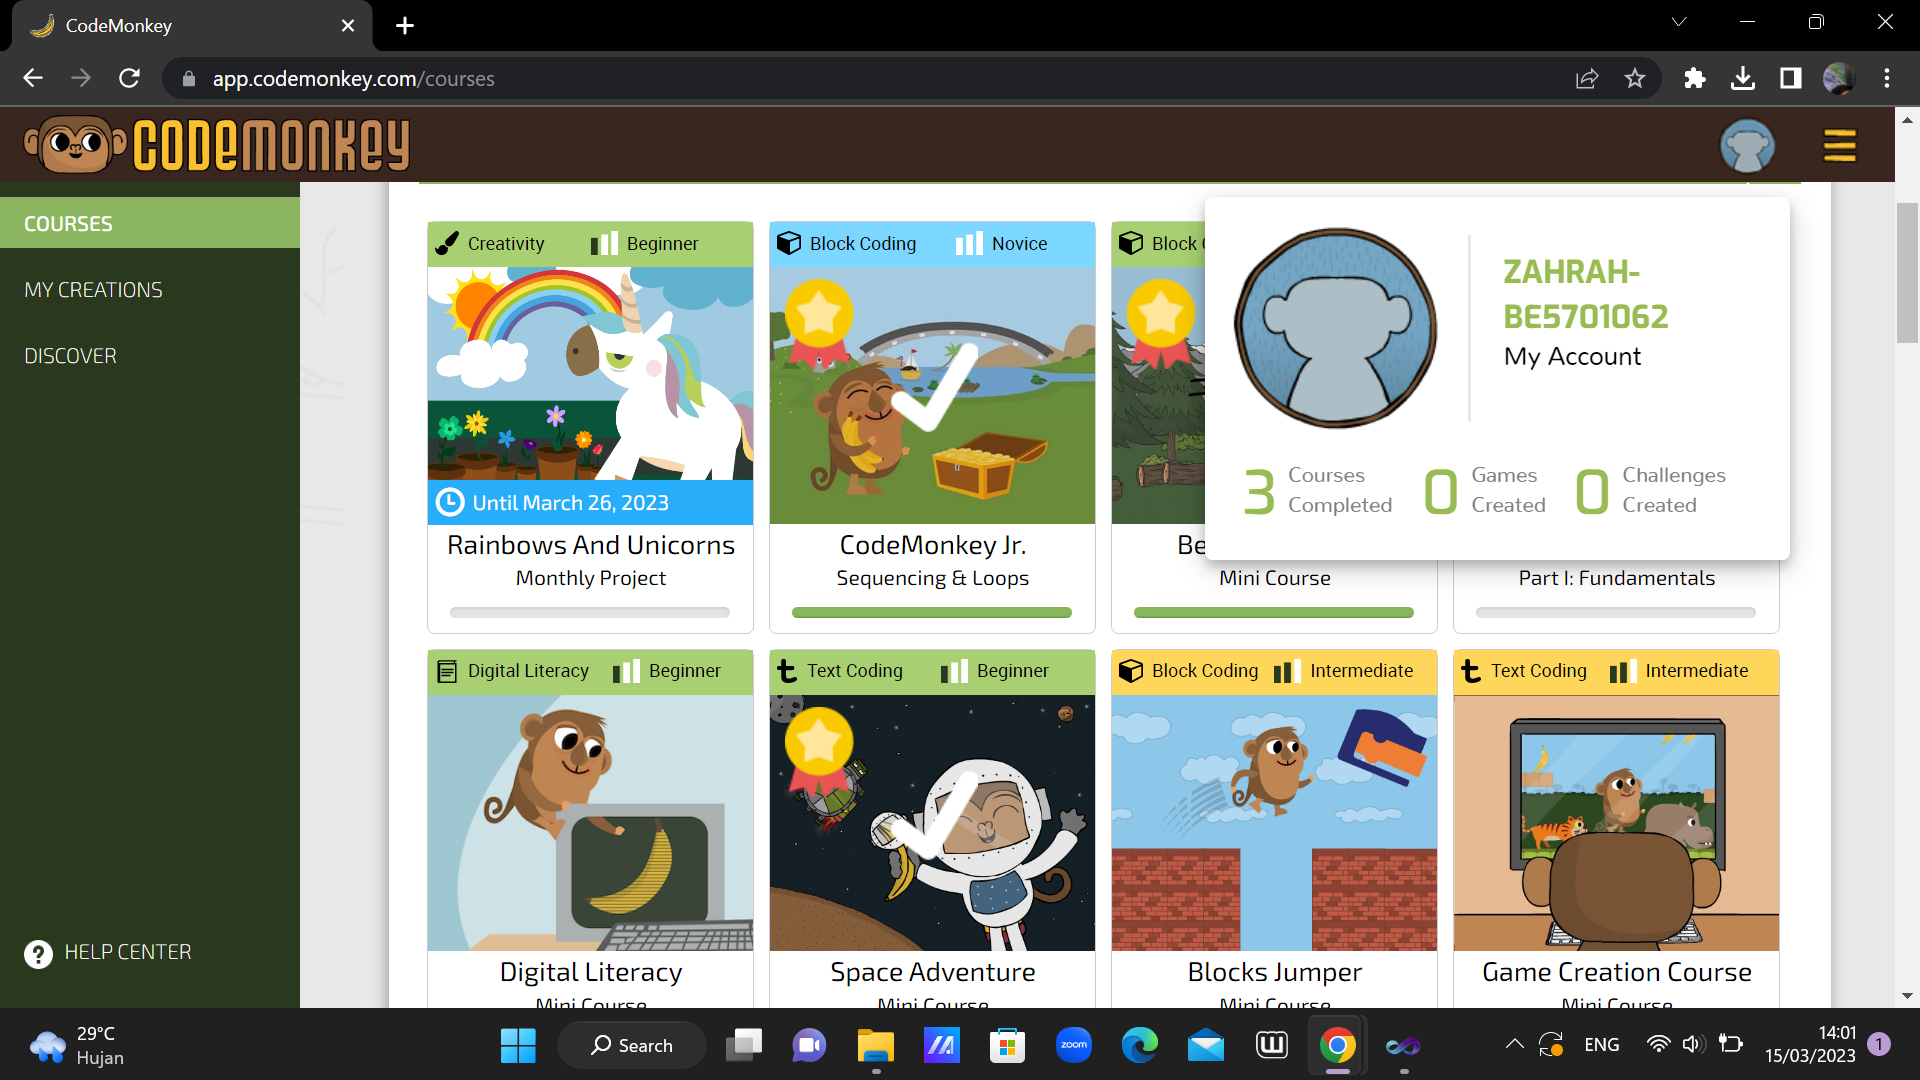 CodeMonkey
app.codemonkey.com/courses
CODEMONKEY
COURSES
MY CREATIONS
DISCOVER
HELP CENTER
Creativity Beginner
Until March 26, 2023
Rainbows And Unicorns
Monthly Project
Block Coding Novice
CodeMonkey Jr.
Sequencing & Loops
Block
Be
Mini Course
ZAHRAH-
BE5701062
My Account
3 Courses Completed
0 Games Created
0 Challenges Created
Part I: Fundamentals
Digital Literacy Beginner
Digital Literacy
Mini Course
Text Coding Beginner
Space Adventure
Mini Course
Block Coding Intermediate
Blocks Jumper
Mini Course
Text Coding Intermediate
Game Creation Course
Mini Course
29°C
Hujan
Search
zoom
ENG
14:01
15/03/2023
1